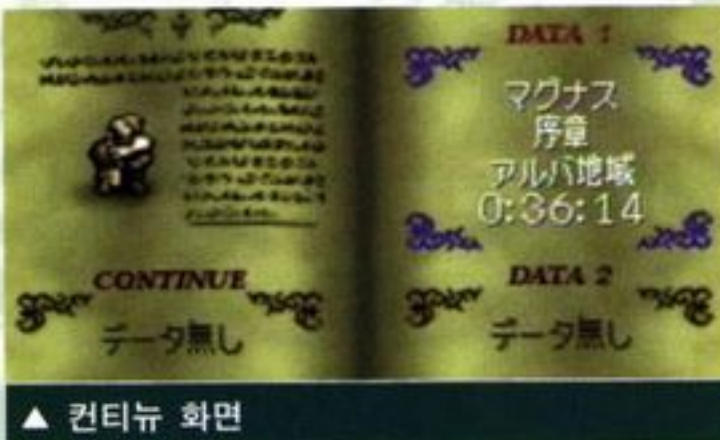 CONTINUE
データ無し
DATA 1
マグナス
序章
アルバ地域
0:36:14
DATA 2
データ無し
▲ 컨티뉴 화면